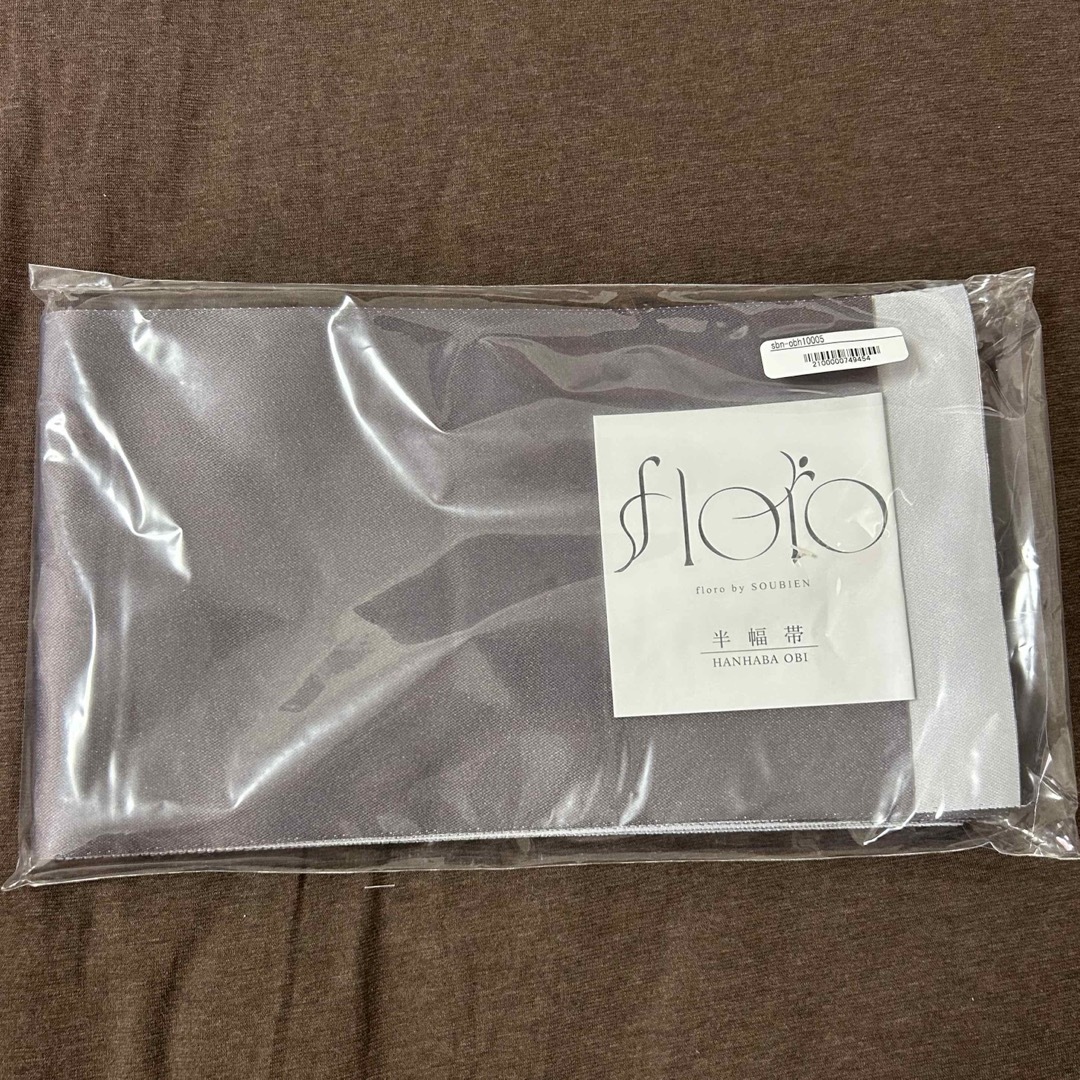 sbn-obh10005
2100000749454
floro
floro by SOUBIEN
半幅帯
HANHABA OBI